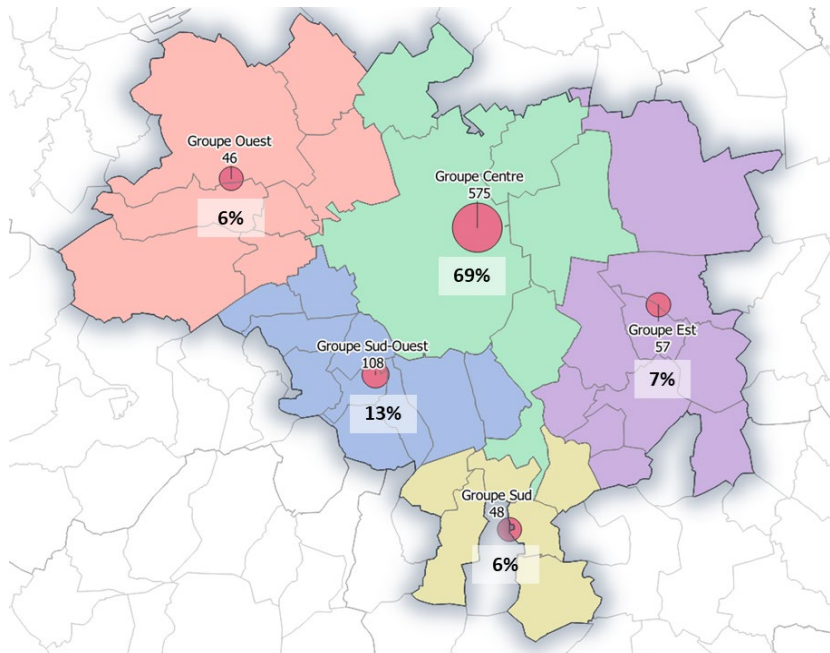 Groupe Ouest
46
6%
Groupe Centre
575
69%
Groupe Est
57
7%
Groupe Sud-Ouest
108
13%
Groupe Sud
48
6%